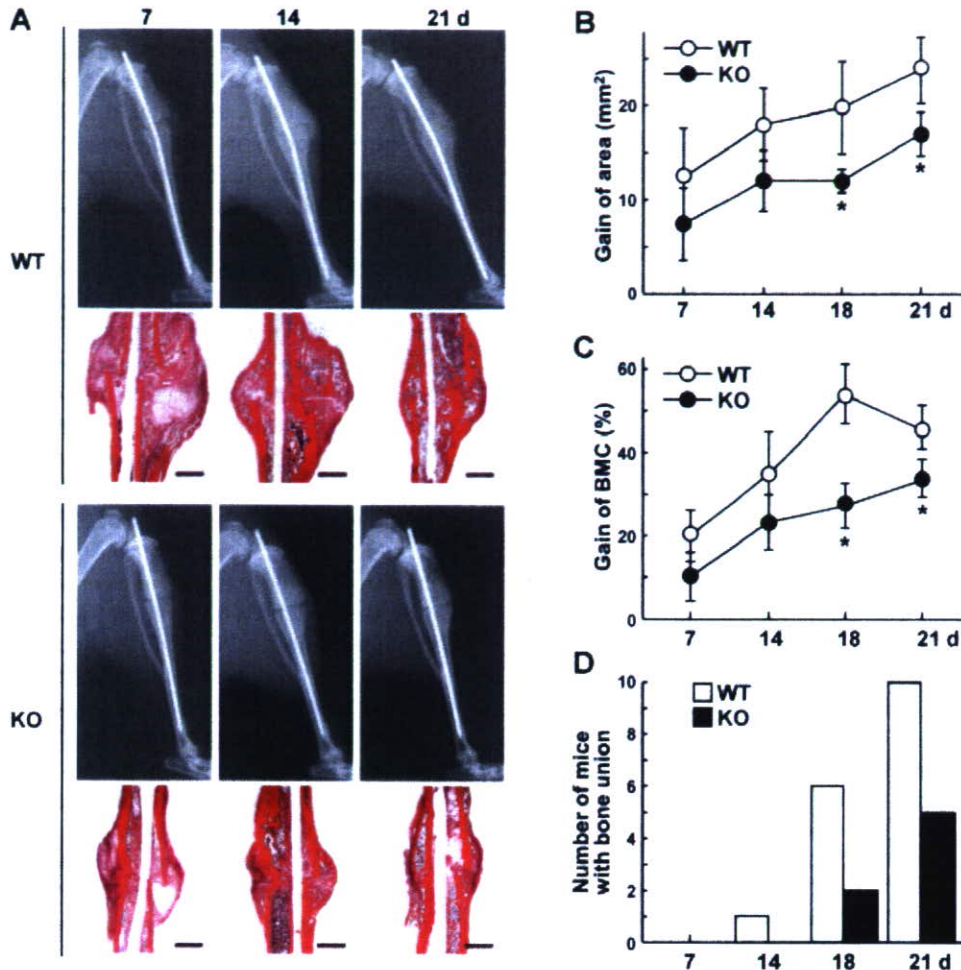 A
7 14 21 d
WT
KO
B
WT
KO
Gain of area (mm²)
20
10
0
7 14 18 21 d
*
*
C
WT
KO
Gain of BMC (%)
60
40
20
0
7 14 18 21 d
*
*
D
WT
KO
Number of mice
with bone union
10
8
6
4
2
0
7 14 18 21 d